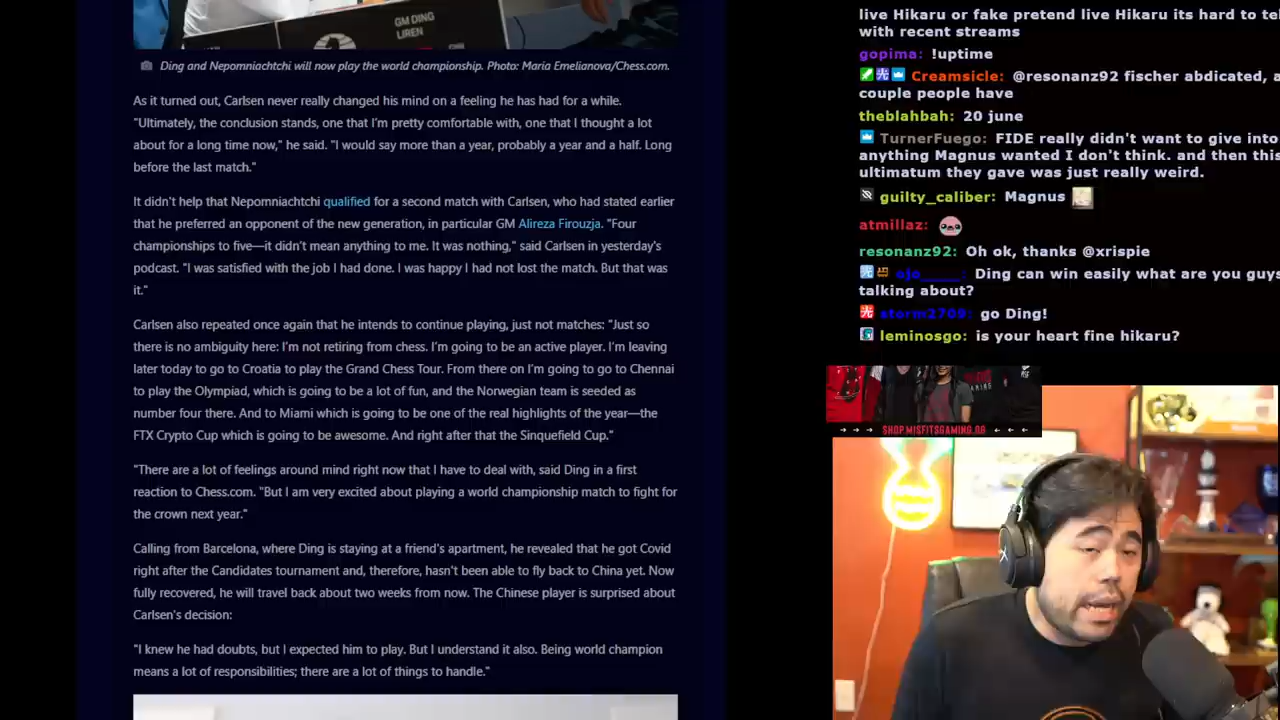 GM DING
LIREN
Ding and Nepomniachtchi will now play the world championship. Photo: Maria Emelianova/Chess.com.
As it turned out, Carlsen never really changed his mind on a feeling he has had for a while.
"Ultimately, the conclusion stands, one that I'm pretty comfortable with, one that I thought a lot
about for a long time now," he said. "I would say more than a year, probably a year and a half. Long
before the last match."
It didn't help that Nepomniachtchi qualified for a second match with Carlsen, who had stated earlier
that he preferred an opponent of the new generation, in particular GM Alireza Firouzja. "Four
championships to five—it didn't mean anything to me. It was nothing," said Carlsen in yesterday's
podcast. "I was satisfied with the job I had done. I was happy I had not lost the match. But that was
it."
Carlsen also repeated once again that he intends to continue playing, just not matches: "Just so
there is no ambiguity here: I'm not retiring from chess. I'm going to be an active player. I'm leaving
later today to go to Croatia to play the Grand Chess Tour. From there on I'm going to go to Chennai
to play the Olympiad, which is going to be a lot of fun, and the Norwegian team is seeded as
number four there. And to Miami which is going to be one of the real highlights of the year—the
FTX Crypto Cup which is going to be awesome. And right after that the Sinquefield Cup."
"There are a lot of feelings around mind right now that I have to deal with, said Ding in a first
reaction to Chess.com. "But I am very excited about playing a world championship match to fight for
the crown next year."
Calling from Barcelona, where Ding is staying at a friend's apartment, he revealed that he got Covid
right after the Candidates tournament and, therefore, hasn't been able to fly back to China yet. Now
fully recovered, he will travel back about two weeks from now. The Chinese player is surprised about
Carlsen's decision:
"I knew he had doubts, but I expected him to play. But I understand it also. Being world champion
means a lot of responsibilities; there are a lot of things to handle."
live Hikaru or fake pretend live Hikaru its hard to
with recent streams
gopima: !uptime
Creamsicle: @resonanz92 fischer abdicated,
couple people have
theblahbah: 20 june
TurnerFuego: FIDE really didn't want to give into
anything Magnus wanted I don't think. and then this
ultimatum they gave was just really weird.
guilty_caliber: Magnus
atmillaz:
resonanz92: Oh ok, thanks @xrispie
ojo_____: Ding can win easily what are you guys
talking about?
storm2709: go Ding!
leminosgo: is your heart fine hikaru?
SHOP.MISFITSGAMING.GG